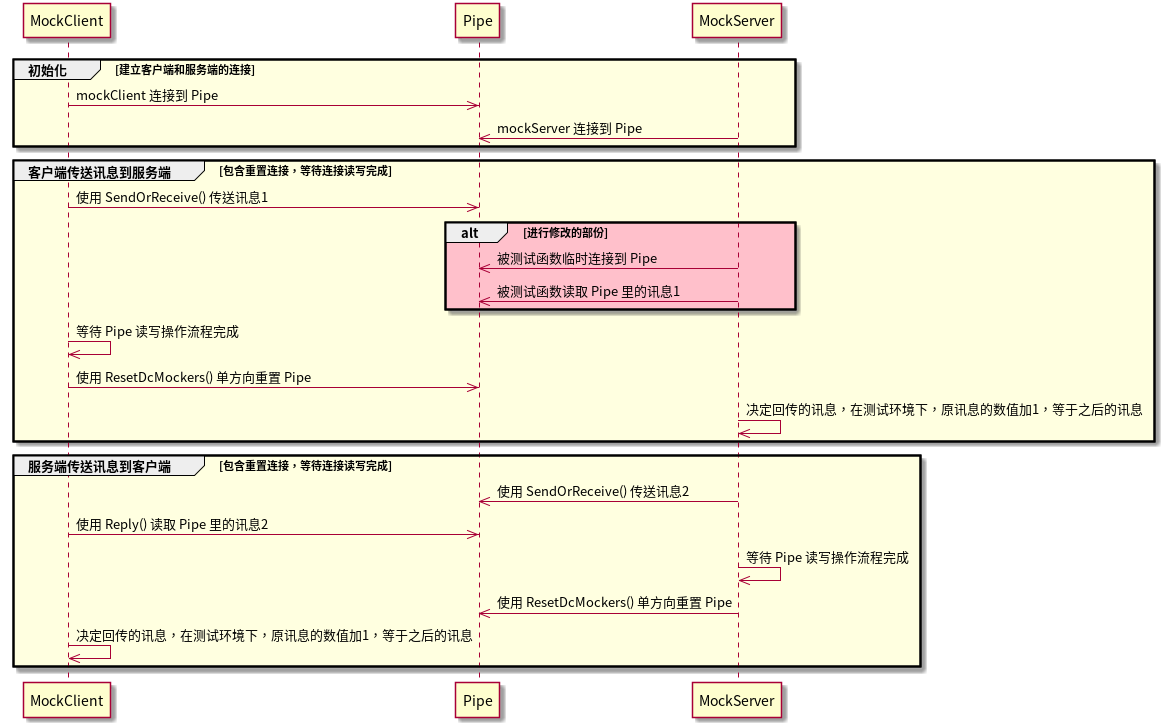 MockClient
Pipe
MockServer
初始化
[建立客户端和服务端的连接]
mockClient 连接到 Pipe
mockServer 连接到 Pipe
客户端传送讯息到服务端
[包含重置连接，等待连接读写完成]
使用 SendOrReceive() 传送讯息1
alt
[进行修改的部份]
被测试函数临时连接到 Pipe
被测试函数读取 Pipe 里的讯息1
等待 Pipe 读写操作流程完成
使用 ResetDcMockers() 单方向重置 Pipe
决定回传的讯息，在测试环境下，原讯息的数值加1，等于之后的讯息
服务端传送讯息到客户端
[包含重置连接，等待连接读写完成]
使用 SendOrReceive() 传送讯息2
使用 Reply() 读取 Pipe 里的讯息2
等待 Pipe 读写操作流程完成
使用 ResetDcMockers() 单方向重置 Pipe
决定回传的讯息，在测试环境下，原讯息的数值加1，等于之后的讯息
MockClient
Pipe
MockServer